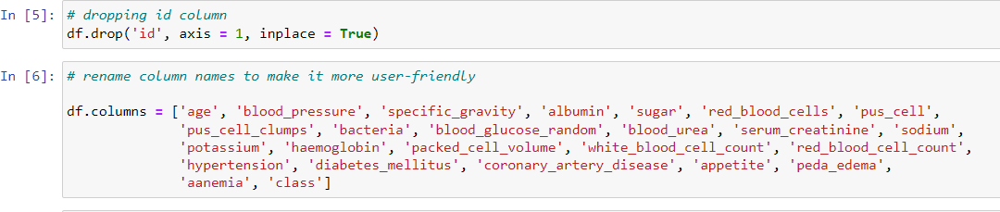 In [5]: # dropping id column
df.drop('id', axis = 1, inplace = True)
In [6]: # rename column names to make it more user-friendly
df.columns = ['age', 'blood_pressure', 'specific_gravity', 'albumin', 'sugar', 'red_blood_cells', 'pus_cell',
'pus_cell_clumps', 'bacteria', 'blood_glucose_random', 'blood_urea', 'serum_creatinine', 'sodium',
'potassium', 'haemoglobin', 'packed_cell_volume', 'white_blood_cell_count', 'red_blood_cell_count',
'hypertension', 'diabetes_mellitus', 'coronary_artery_disease', 'appetite', 'peda_edema',
'aanemia', 'class']